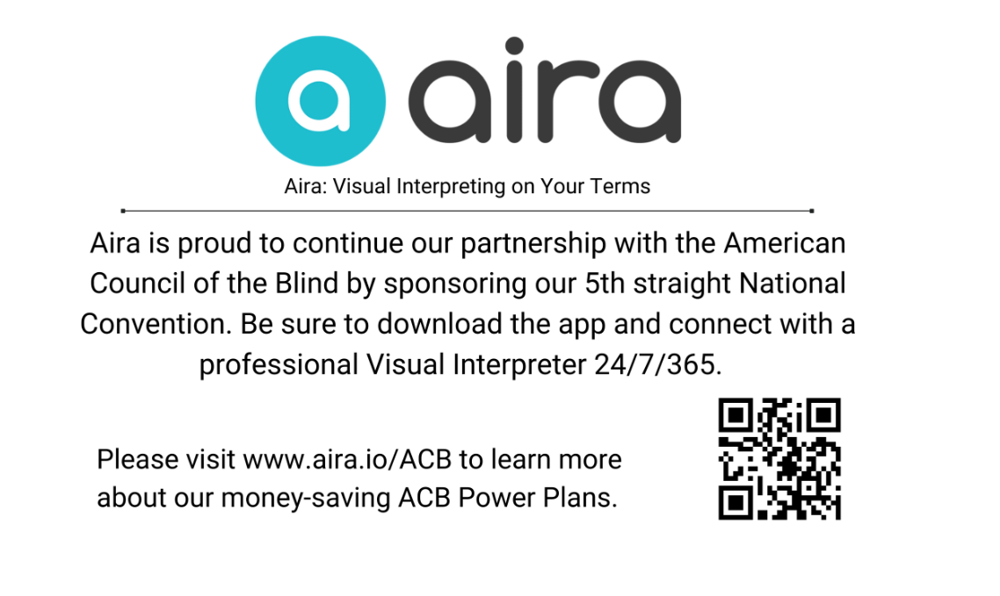 a aira
Aira: Visual Interpreting on Your Terms
Aira is proud to continue our partnership with the American
Council of the Blind by sponsoring our 5th straight National
Convention. Be sure to download the app and connect with a
professional Visual Interpreter 24/7/365.
Please visit www.aira.io/ACB to learn more
about our money-saving ACB Power Plans.